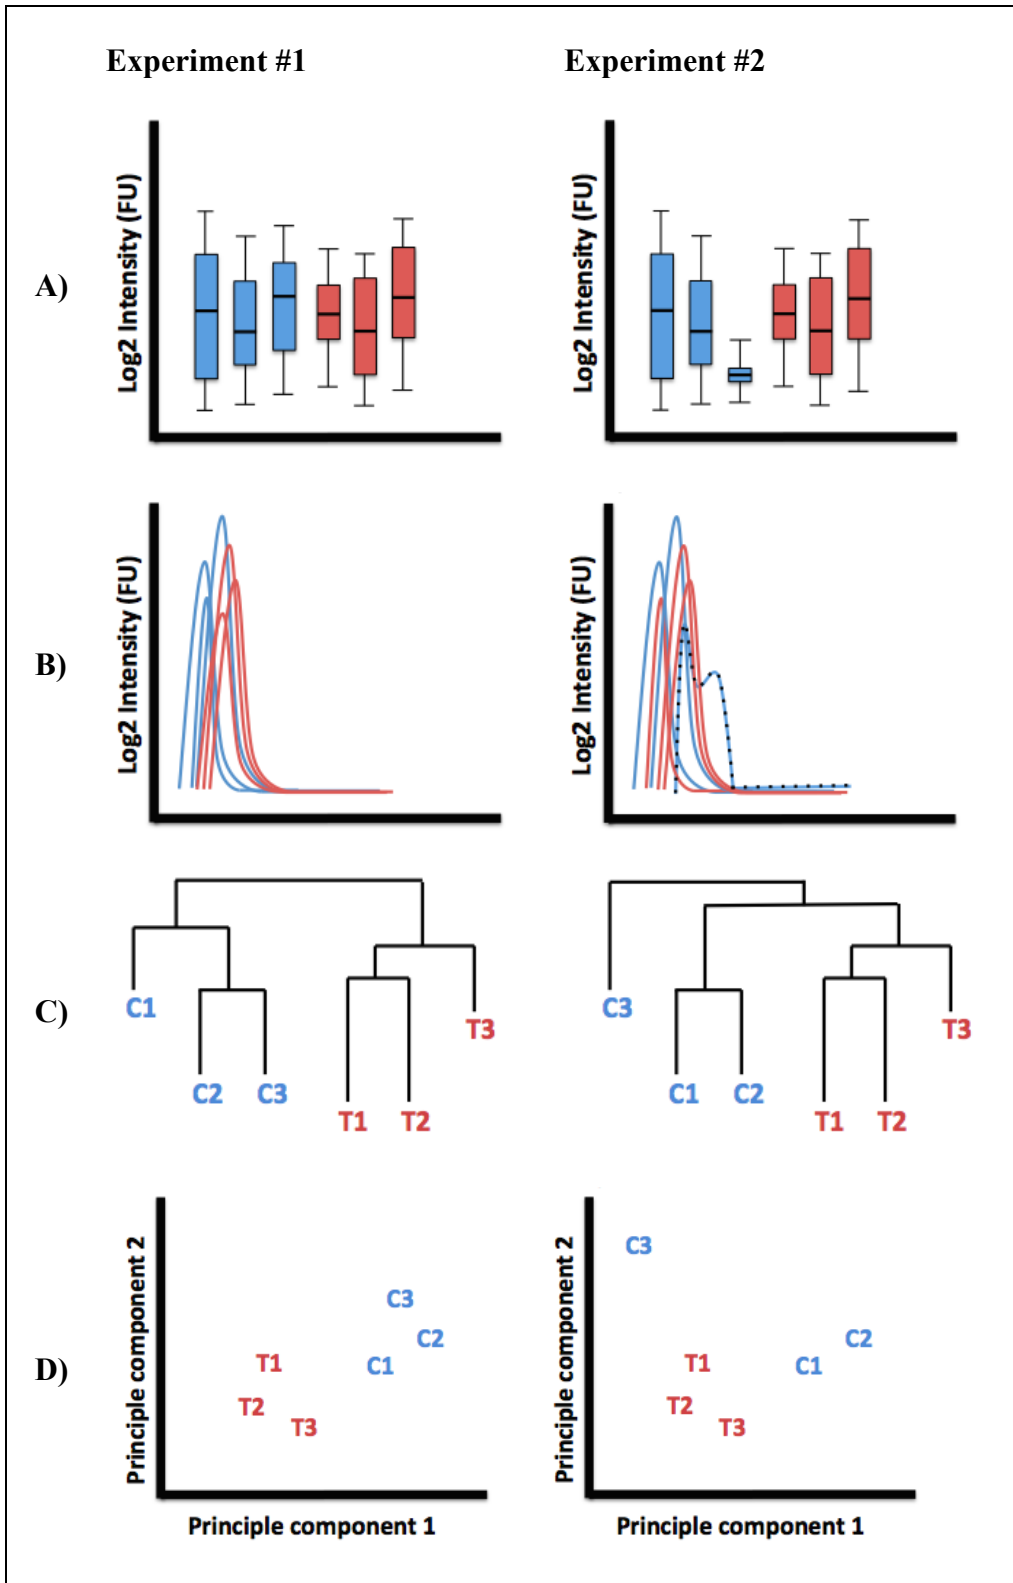 Experiment #1 Experiment #2
A)
Log2 Intensity (FU)
Log2 Intensity (FU)
B)
Log2 Intensity (FU)
Log2 Intensity (FU)
C)
C1
C2 C3
T1 T2
T3
C3
C1 C2
T1 T2
T3
D)
Principle component 2
C3
C2
C1
T1
T2
T3
Principle component 1
Principle component 2
C3
C2
C1
T1
T2
T3
Principle component 1